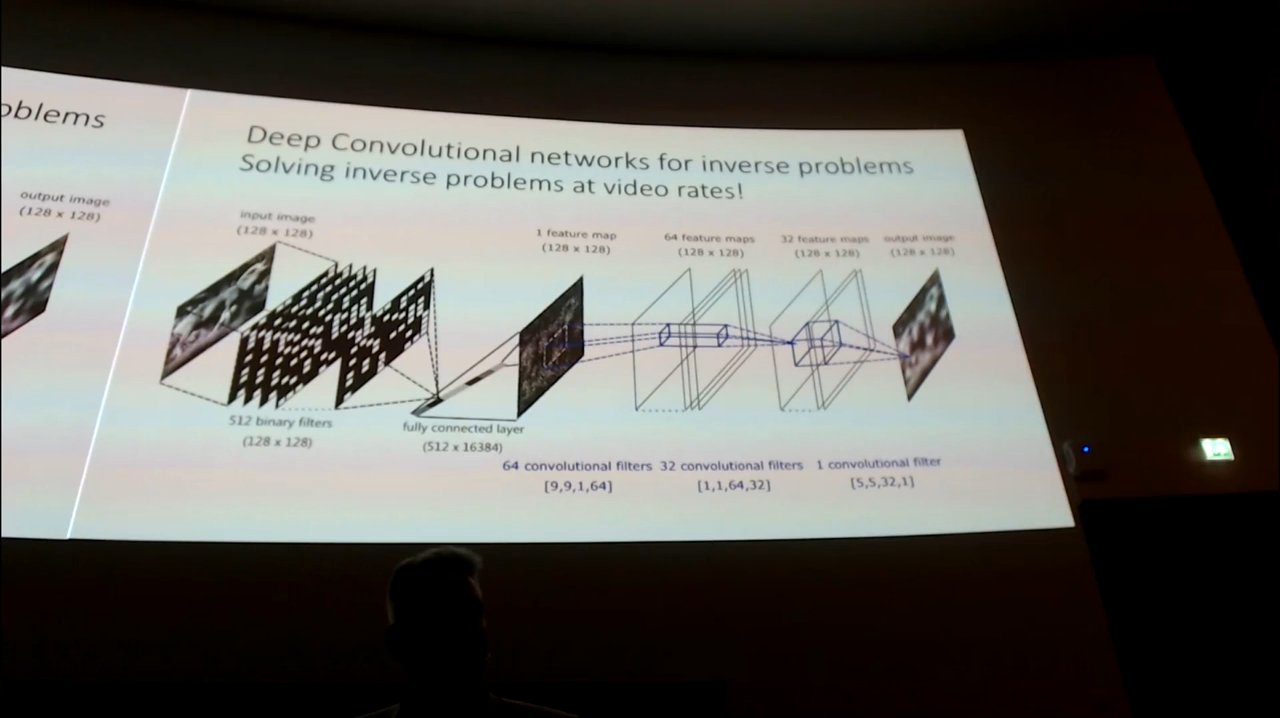 oblems
output image
(128 x 128)
Deep Convolutional networks for inverse problems
Solving inverse problems at video rates!
input image
(128 x 128)
1 feature map
(128 x 128)
64 feature maps
(128 x 128)
32 feature maps
(128 x 128)
output image
(128 x 128)
512 binary filters
(128 x 128)
fully connected layer
(512 x 16384)
64 convolutional filters
[9,9,1,64]
32 convolutional filters
[1,1,64,32]
1 convolutional filter
[5,5,32,1]